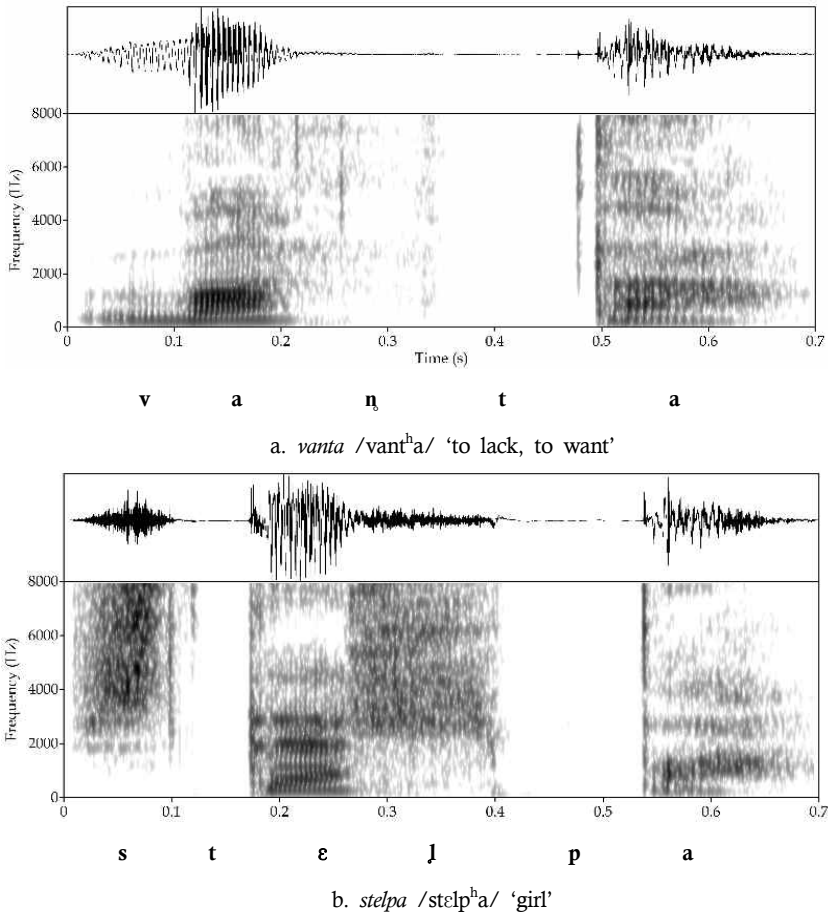 8000
6000
4000
2000
0
Frequency (Hz)
0 0.1 0.2 0.3 0.4 0.5 0.6 0.7
Time (s)
v a n̥ t a
a. vanta /vantʰa/ ‘to lack, to want’
8000
6000
4000
2000
0
Frequency (Hz)
0 0.1 0.2 0.3 0.4 0.5 0.6 0.7
s t ɛ l̥ p a
b. stelpa /stɛlpʰa/ ‘girl’